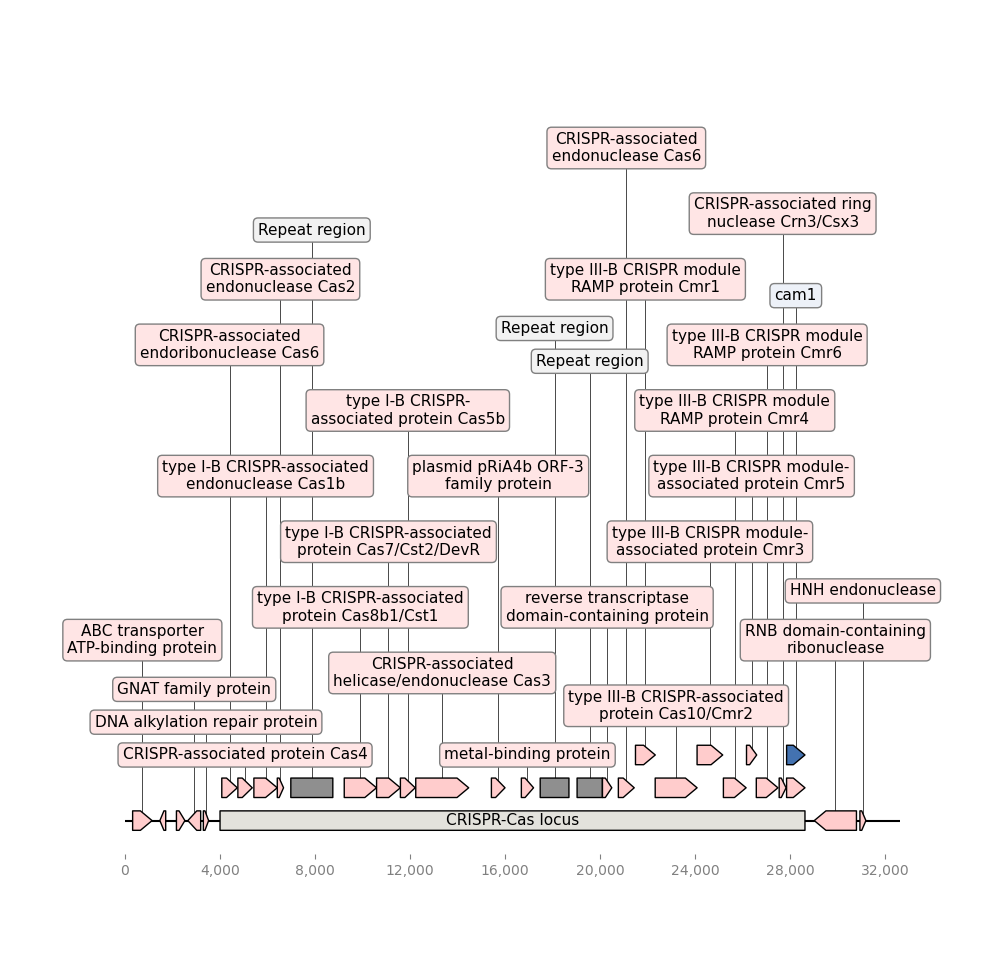 CRISPR-associated
endonuclease Cas6
CRISPR-associated ring
nuclease Crn3/Csx3
Repeat region
CRISPR-associated
endonuclease Cas2
type III-B CRISPR module
RAMP protein Cmr1
cam1
Repeat region
CRISPR-associated
endoribonuclease Cas6
type III-B CRISPR module
RAMP protein Cmr6
Repeat region
type I-B CRISPR-
associated protein Cas5b
type III-B CRISPR module
RAMP protein Cmr4
type I-B CRISPR-associated
endonuclease Cas1b
plasmid pRiA4b ORF-3
family protein
type III-B CRISPR module-
associated protein Cmr5
type I-B CRISPR-associated
protein Cas7/Cst2/DevR
type III-B CRISPR module-
associated protein Cmr3
HNH endonuclease
type I-B CRISPR-associated
protein Cas8b1/Cst1
reverse transcriptase
domain-containing protein
ABC transporter
ATP-binding protein
RNB domain-containing
ribonuclease
CRISPR-associated
helicase/endonuclease Cas3
GNAT family protein
type III-B CRISPR-associated
protein Cas10/Cmr2
DNA alkylation repair protein
CRISPR-associated protein Cas4
metal-binding protein
CRISPR-Cas locus
0 4,000 8,000 12,000 16,000 20,000 24,000 28,000 32,000